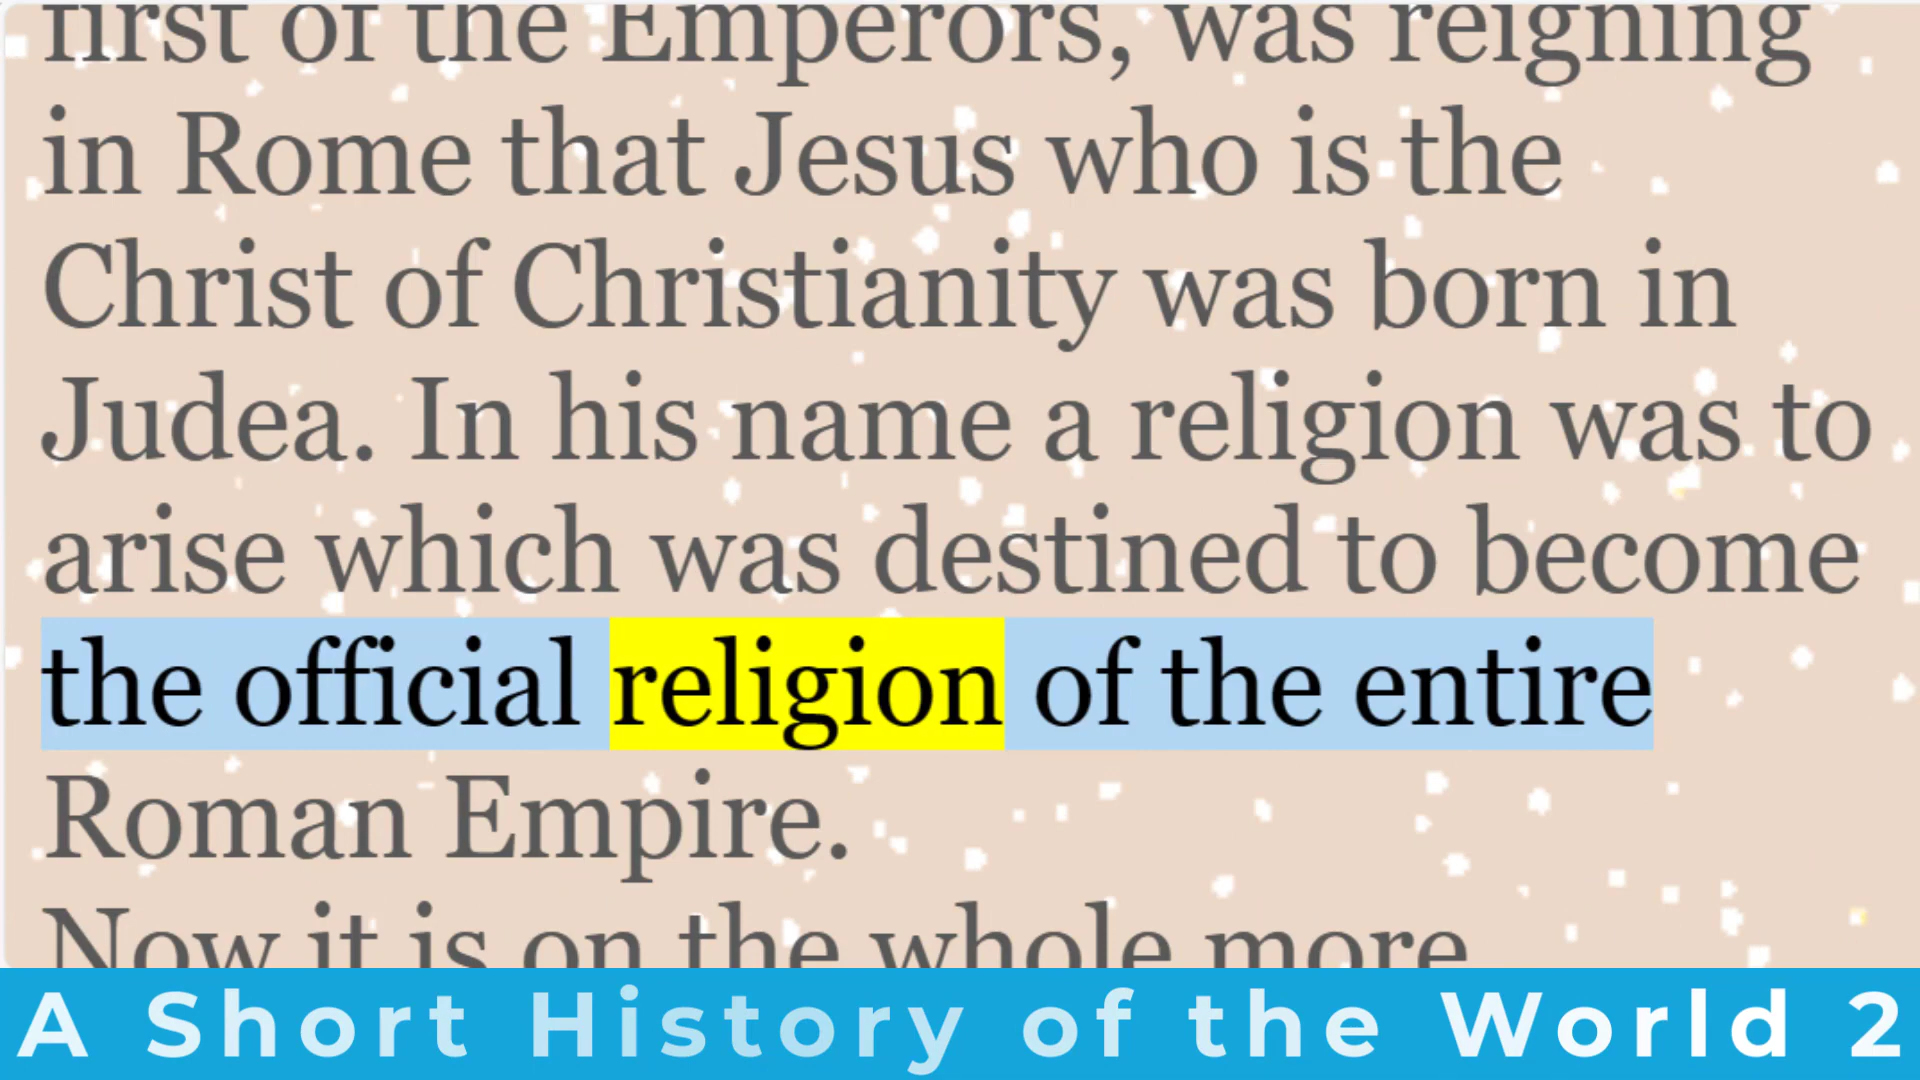 first of the Emperors, was reigning
in Rome that Jesus who is the
Christ of Christianity was born in
Judea. In his name a religion was to
arise which was destined to become
the official religion of the entire
Roman Empire.
Now it is on the whole more
A Short History of the World 2